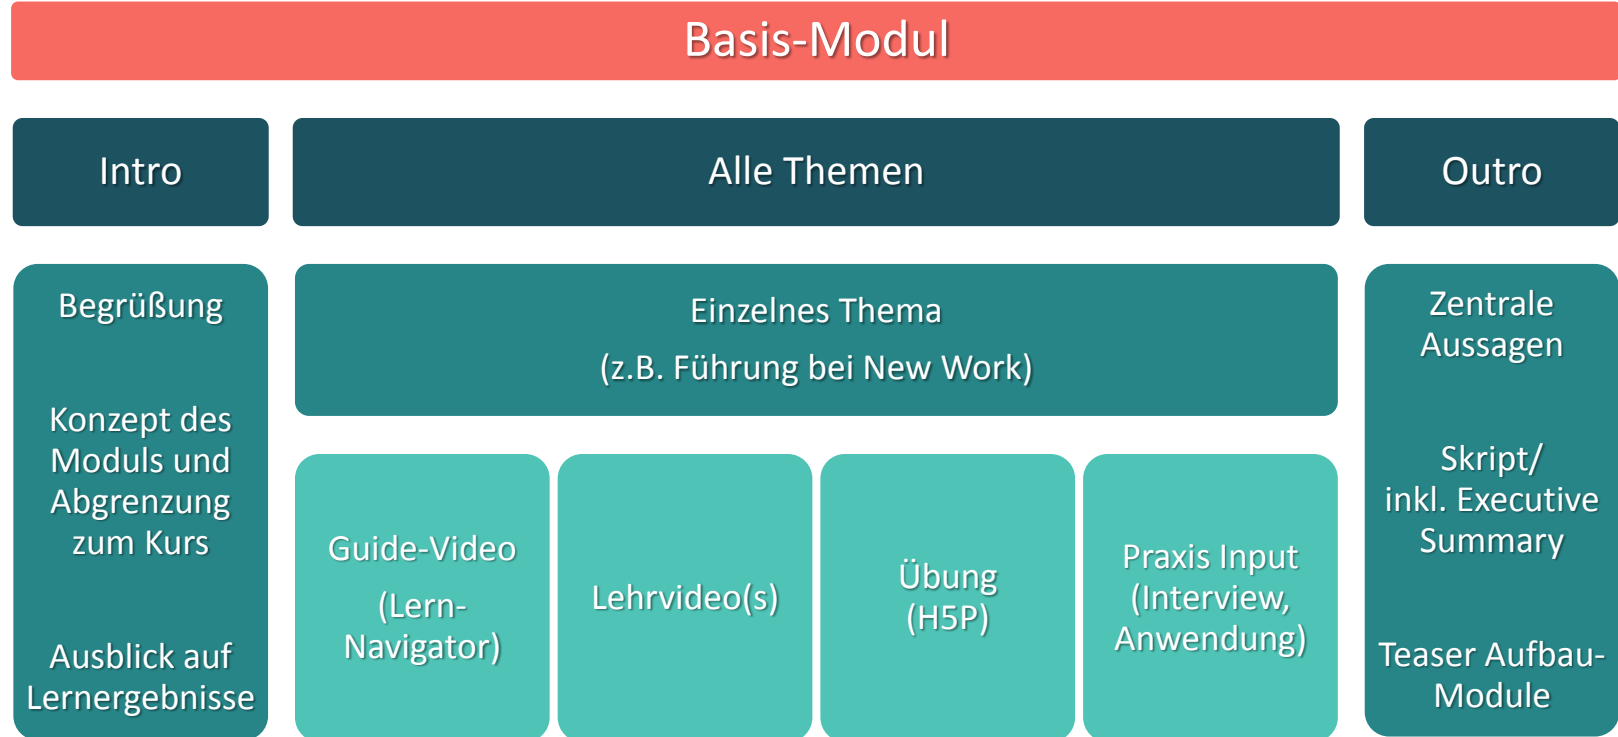 Basis-Modul
Intro
Alle Themen
Outro
Begrüßung
Konzept des
Moduls und
Abgrenzung
zum Kurs
Ausblick auf
Lernergebnisse
Einzelnes Thema
(z.B. Führung bei New Work)
Guide-Video
(Lern-
Navigator)
Lehrvideo(s)
Übung
(H5P)
Praxis Input
(Interview,
Anwendung)
Zentrale
Aussagen
Skript/
inkl. Executive
Summary
Teaser Aufbau-
Module